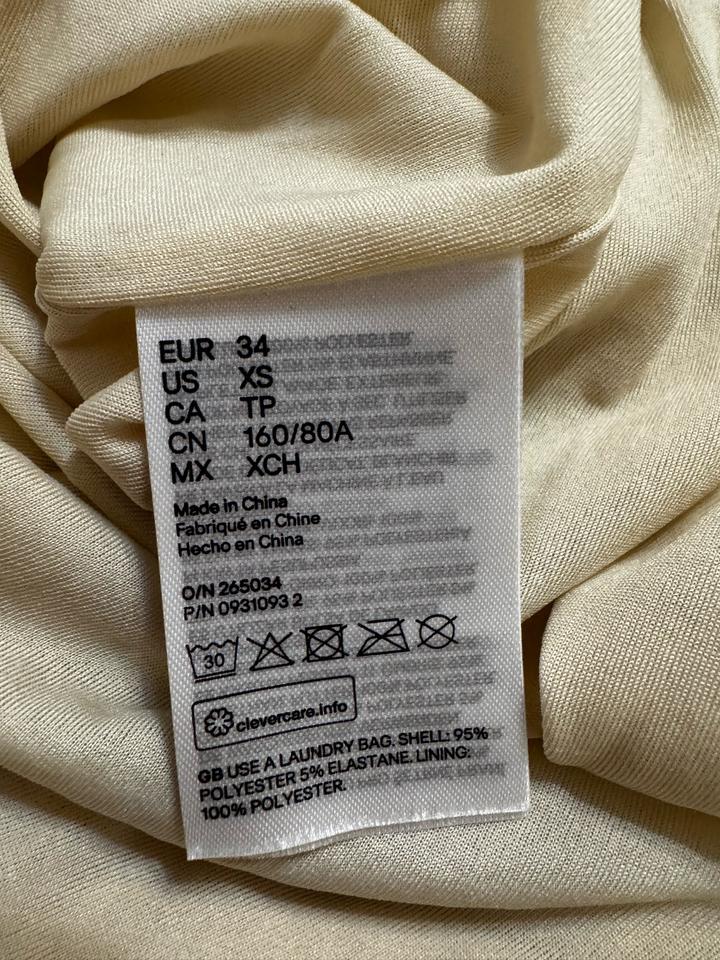 EUR 34
US XS
CA TP
CN 160/80A
MX XCH
Made in China
Fabriqué en Chine
Hecho en China
O/N 265034
P/N 0931093 2
30
clevercare.info
GB USE A LAUNDRY BAG. SHELL: 95%
POLYESTER 5% ELASTANE. LINING:
100% POLYESTER.